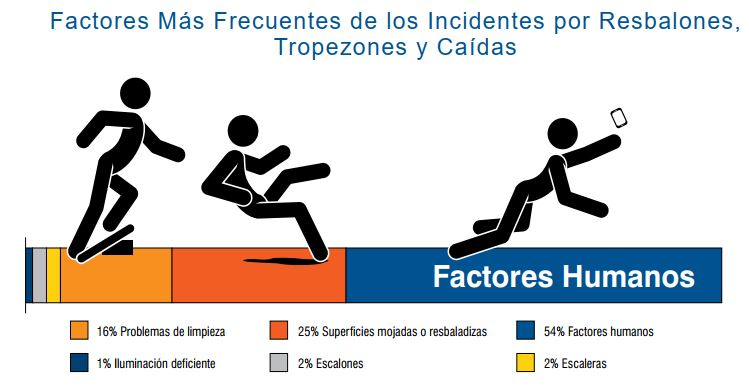 Factores Más Frecuentes de los Incidentes por Resbalones,
Tropezones y Caídas
Factores Humanos
16% Problemas de limpieza
25% Superficies mojadas o resbaladizas
54% Factores humanos
1% Iluminación deficiente
2% Escalones
2% Escaleras